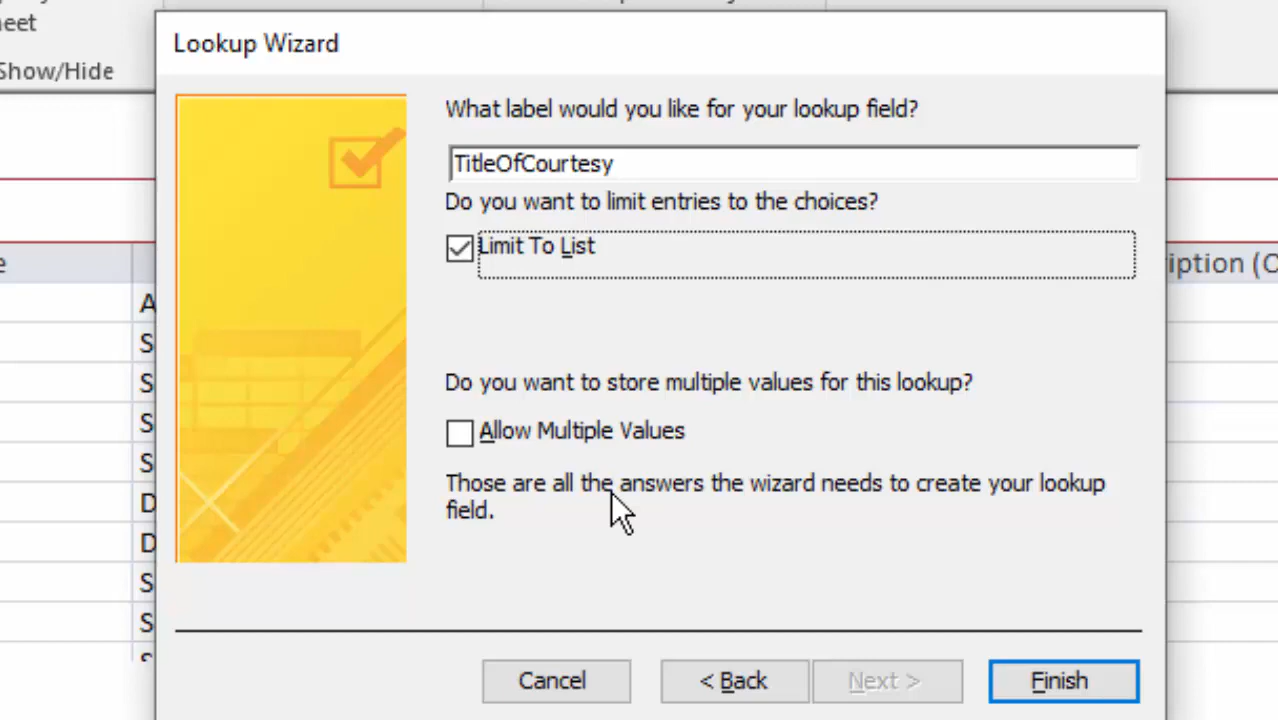 eet
Show/Hide
Lookup Wizard
What label would you like for your lookup field?
TitleOfCourtesy
Do you want to limit entries to the choices?
Limit To List
Do you want to store multiple values for this lookup?
Allow Multiple Values
Those are all the answers the wizard needs to create your lookup
field.
Cancel
< Back
Next >
Finish
e
A
S
S
S
S
D
D
S
S
iption (O